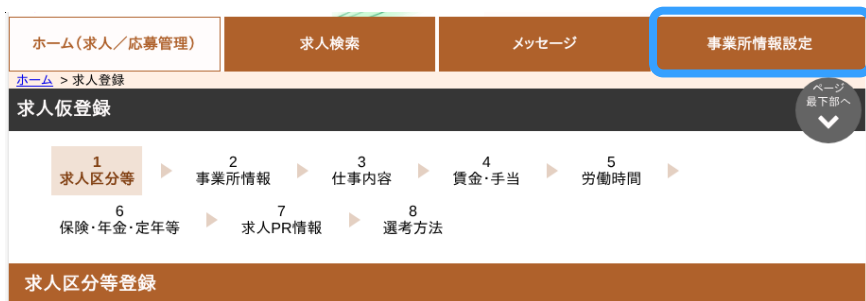 ホーム(求人／応募管理) 求人検索 メッセージ 事業所情報設定
ホーム > 求人登録
ページ
最下部へ
求人仮登録
1 2 3 4 5
求人区分等 事業所情報 仕事内容 賃金・手当 労働時間
6 7 8
保険・年金・定年等 求人PR情報 選考方法
求人区分等登録